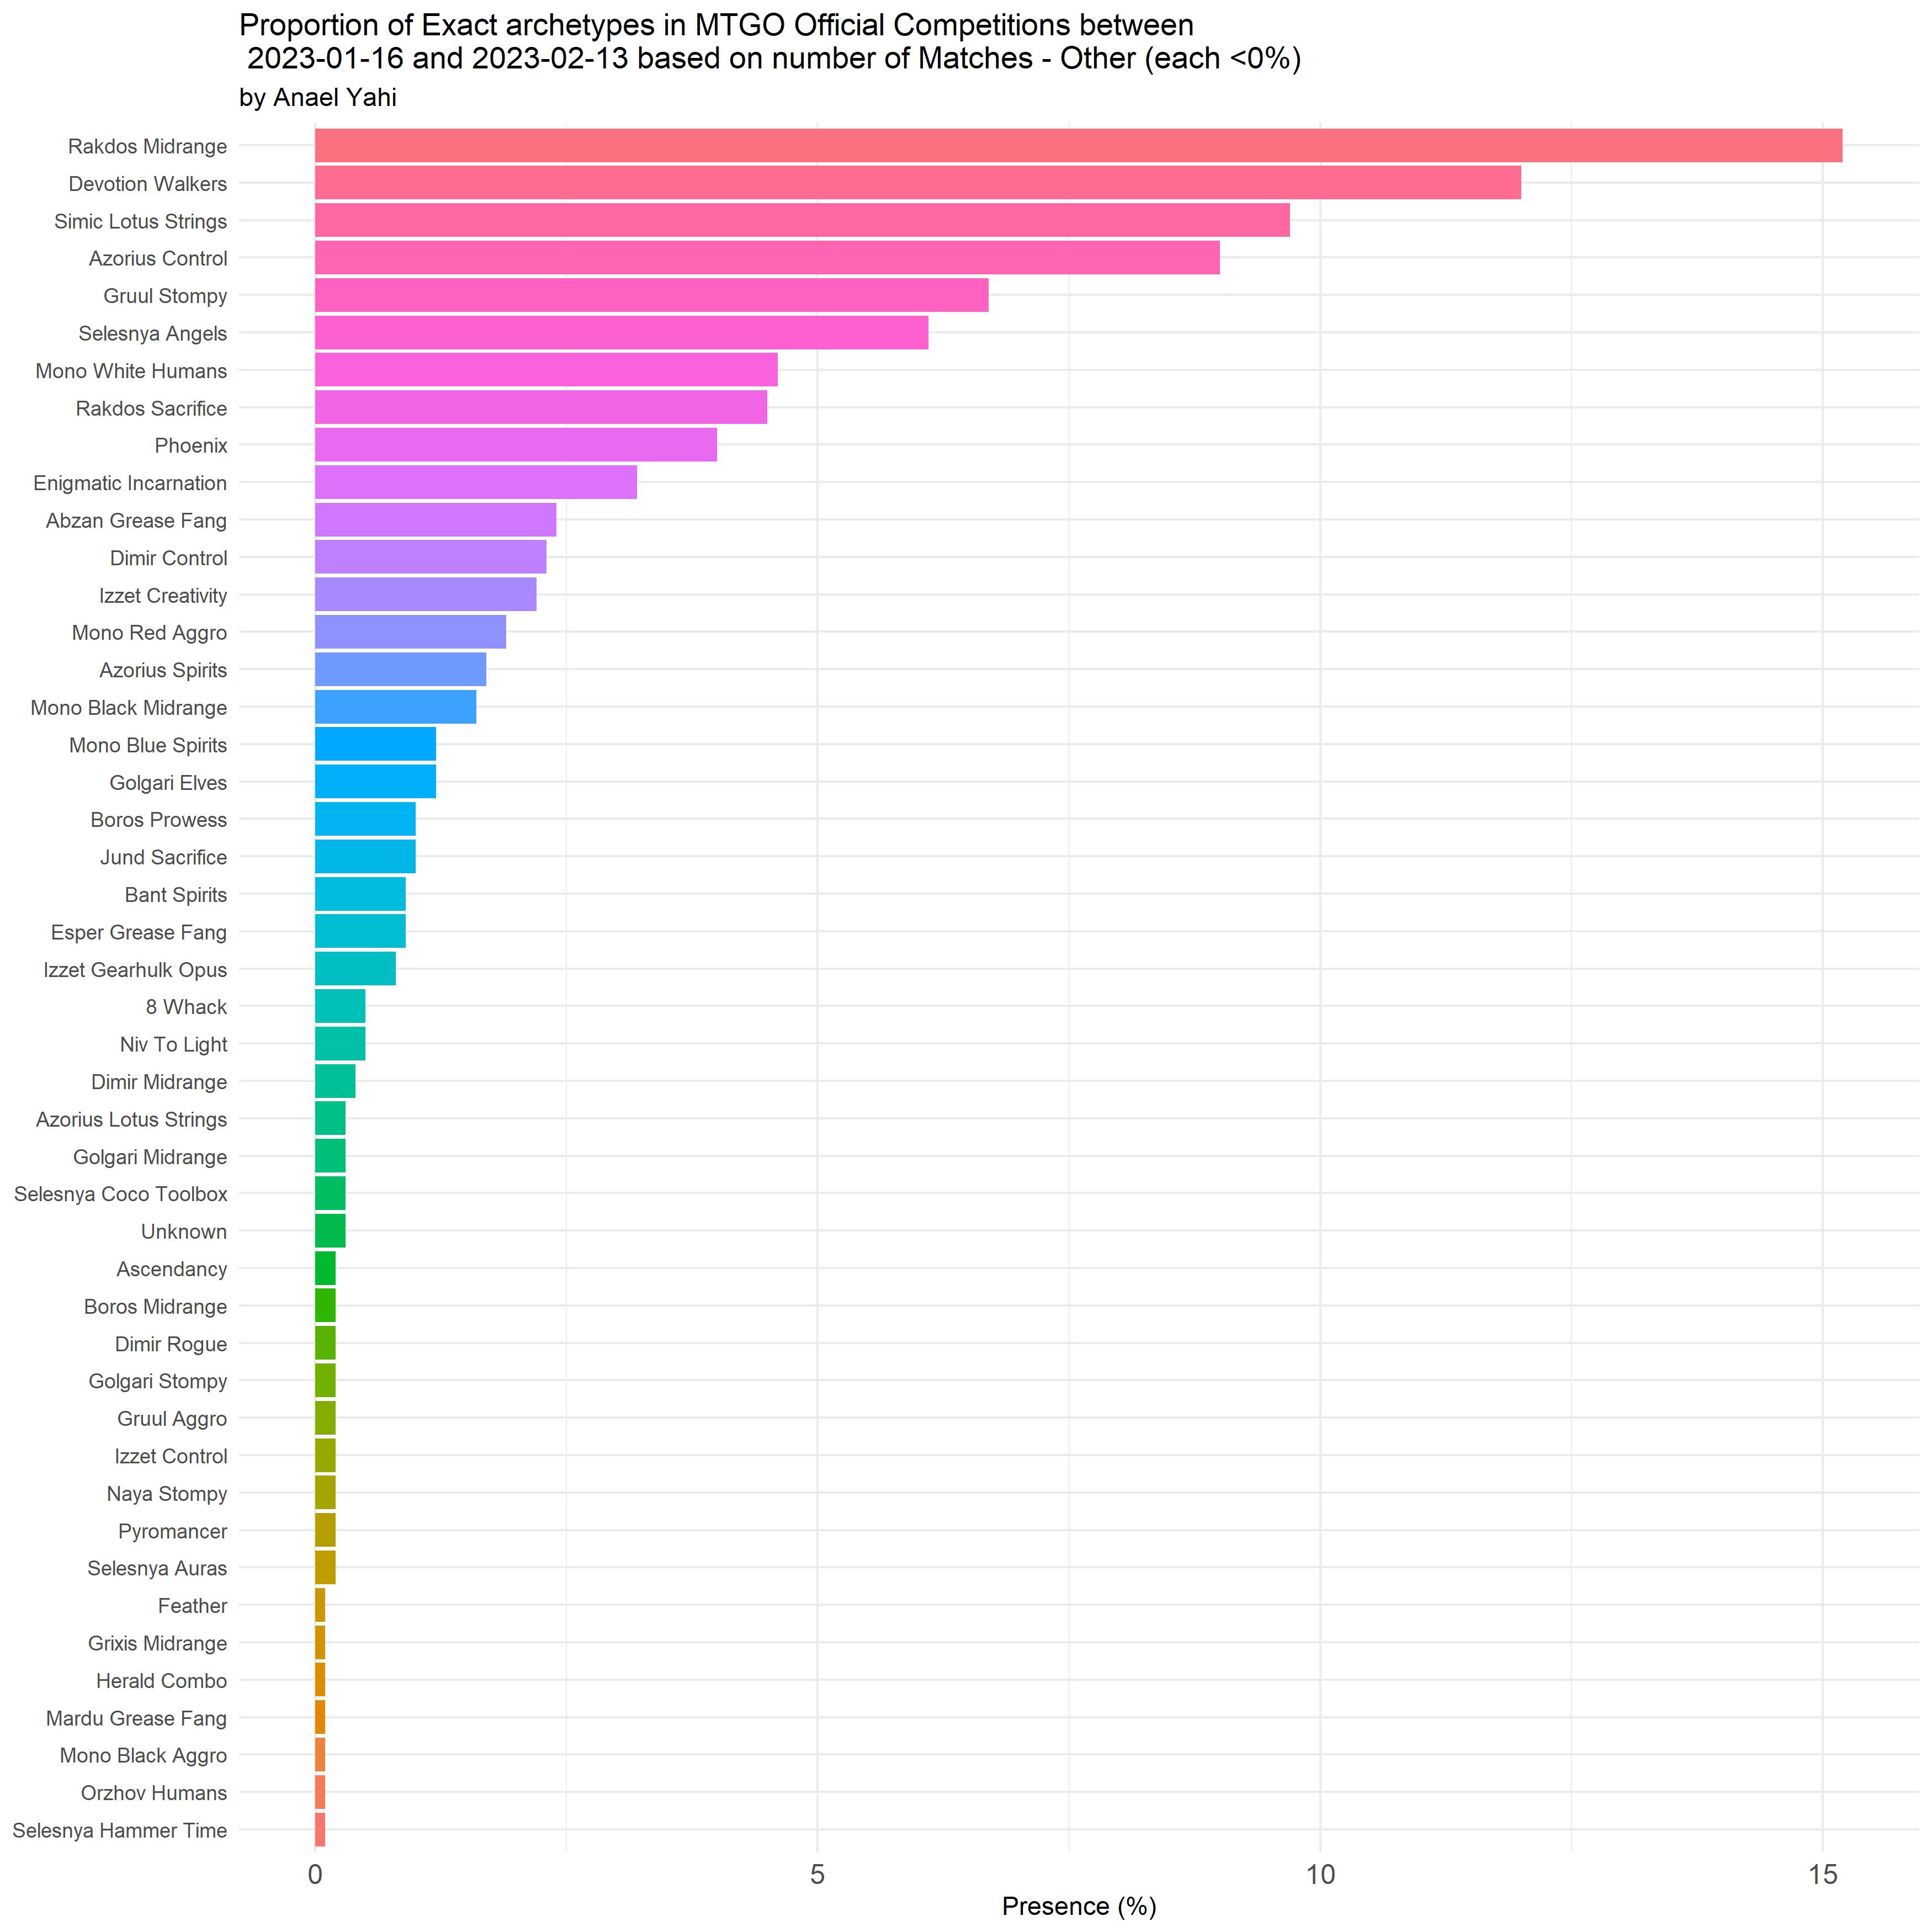 Proportion of Exact archetypes in MTGO Official Competitions between
2023-01-16 and 2023-02-13 based on number of Matches - Other (each <0%)
by Anael Yahi
Rakdos Midrange
Devotion Walkers
Simic Lotus Strings
Azorius Control
Gruul Stompy
Selesnya Angels
Mono White Humans
Rakdos Sacrifice
Phoenix
Enigmatic Incarnation
Abzan Grease Fang
Dimir Control
Izzet Creativity
Mono Red Aggro
Azorius Spirits
Mono Black Midrange
Mono Blue Spirits
Golgari Elves
Boros Prowess
Jund Sacrifice
Bant Spirits
Esper Grease Fang
Izzet Gearhulk Opus
8 Whack
Niv To Light
Dimir Midrange
Azorius Lotus Strings
Golgari Midrange
Selesnya Coco Toolbox
Unknown
Ascendancy
Boros Midrange
Dimir Rogue
Golgari Stompy
Gruul Aggro
Izzet Control
Naya Stompy
Pyromancer
Selesnya Auras
Feather
Grixis Midrange
Herald Combo
Mardu Grease Fang
Mono Black Aggro
Orzhov Humans
Selesnya Hammer Time
0 5 10 15
Presence (%)